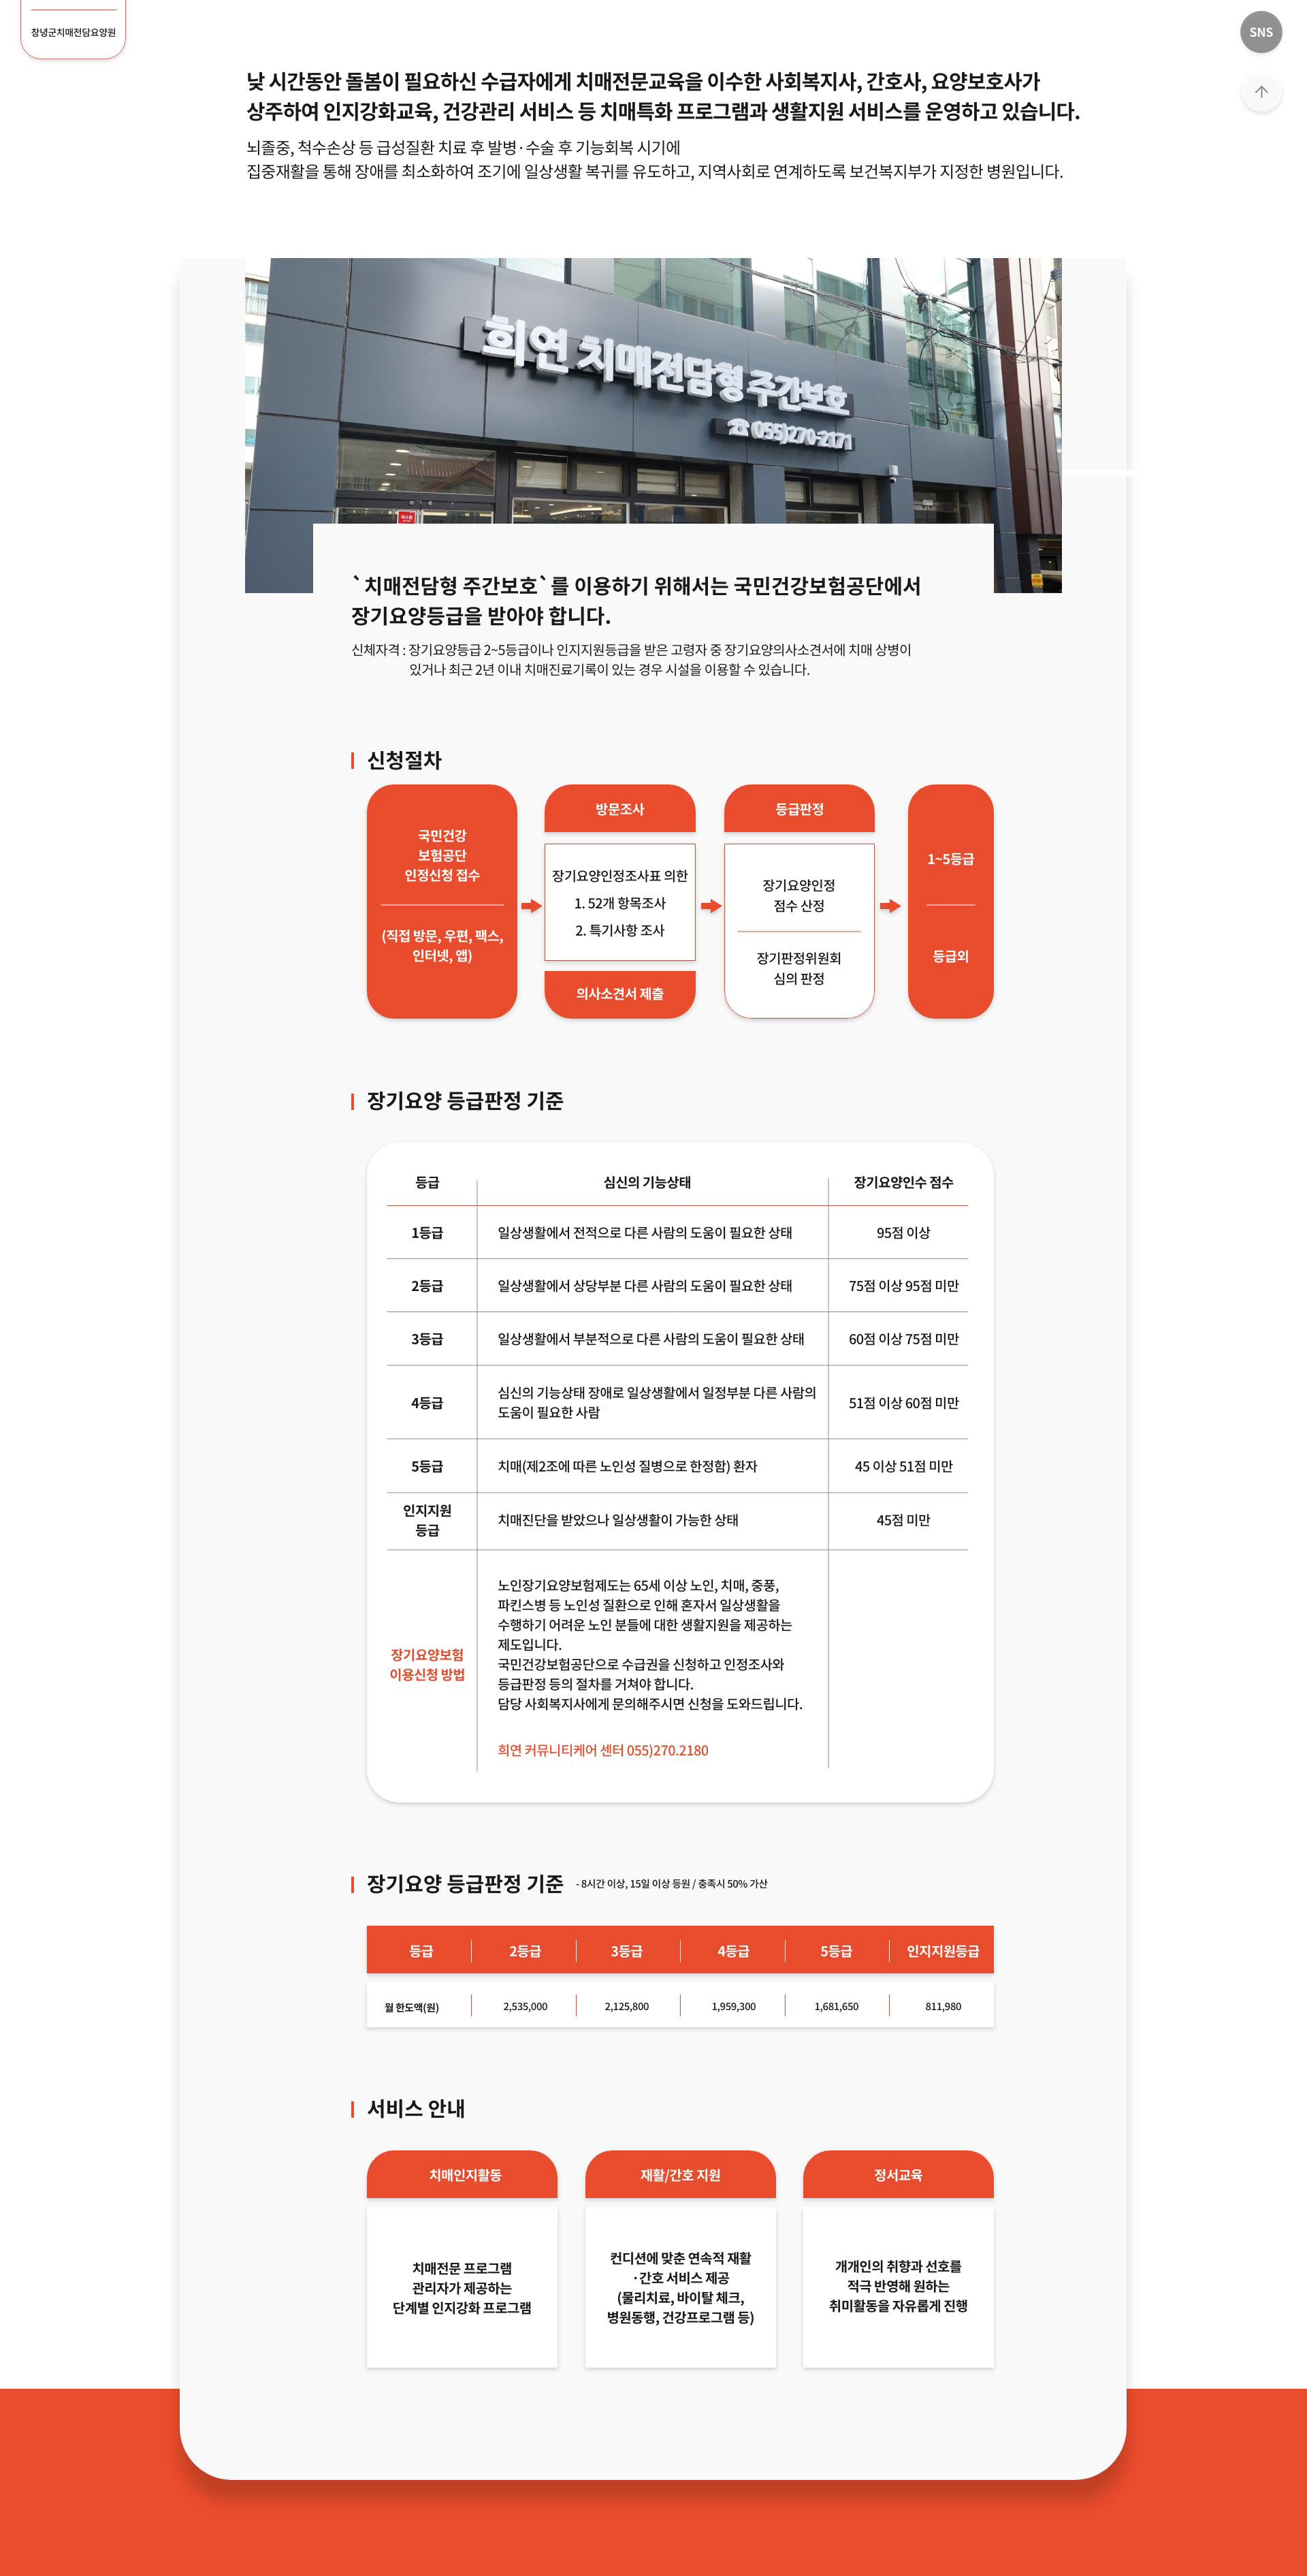 창녕군치매전담요양원
SNS
낮 시간동안 돌봄이 필요하신 수급자에게 치매전문교육을 이수한 사회복지사, 간호사, 요양보호사가
상주하여 인지강화교육, 건강관리 서비스 등 치매특화 프로그램과 생활지원 서비스를 운영하고 있습니다.
뇌졸중, 척수손상 등 급성질환 치료 후 발병·수술 후 기능회복 시기에
집중재활을 통해 장애를 최소화하여 조기에 일상생활 복귀를 유도하고, 지역사회로 연계하도록 보건복지부가 지정한 병원입니다.
희연 치매전담형 주간보호
☎ 055)270-2171
`치매전담형 주간보호`를 이용하기 위해서는 국민건강보험공단에서
장기요양등급을 받아야 합니다.
신체자격 : 장기요양등급 2~5등급이나 인지지원등급을 받은 고령자 중 장기요양의사소견서에 치매 상병이
있거나 최근 2년 이내 치매진료기록이 있는 경우 시설을 이용할 수 있습니다.
신청절차
국민건강
보험공단
인정신청 접수
(직접 방문, 우편, 팩스,
인터넷, 앱)
방문조사
장기요양인정조사표 의한
1. 52개 항목조사
2. 특기사항 조사
의사소견서 제출
등급판정
장기요양인정
점수 산정
장기판정위원회
심의 판정
1~5등급
등급외
장기요양 등급판정 기준
등급 심신의 기능상태 장기요양인수 점수
1등급 일상생활에서 전적으로 다른 사람의 도움이 필요한 상태 95점 이상
2등급 일상생활에서 상당부분 다른 사람의 도움이 필요한 상태 75점 이상 95점 미만
3등급 일상생활에서 부분적으로 다른 사람의 도움이 필요한 상태 60점 이상 75점 미만
4등급 심신의 기능상태 장애로 일상생활에서 일정부분 다른 사람의
도움이 필요한 사람 51점 이상 60점 미만
5등급 치매(제2조에 따른 노인성 질병으로 한정함) 환자 45 이상 51점 미만
인지지원
등급 치매진단을 받았으나 일상생활이 가능한 상태 45점 미만
장기요양보험
이용신청 방법
노인장기요양보험제도는 65세 이상 노인, 치매, 중풍,
파킨스병 등 노인성 질환으로 인해 혼자서 일상생활을
수행하기 어려운 노인 분들에 대한 생활지원을 제공하는
제도입니다.
국민건강보험공단으로 수급권을 신청하고 인정조사와
등급판정 등의 절차를 거쳐야 합니다.
담당 사회복지사에게 문의해주시면 신청을 도와드립니다.
희연 커뮤니티케어 센터 055)270.2180
장기요양 등급판정 기준 - 8시간 이상, 15일 이상 등원 / 충족시 50% 가산
등급 2등급 3등급 4등급 5등급 인지지원등급
월 한도액(원) 2,535,000 2,125,800 1,959,300 1,681,650 811,980
서비스 안내
치매인지활동
치매전문 프로그램
관리자가 제공하는
단계별 인지강화 프로그램
재활/간호 지원
컨디션에 맞춘 연속적 재활
·간호 서비스 제공
(물리치료, 바이탈 체크,
병원동행, 건강프로그램 등)
정서교육
개개인의 취향과 선호를
적극 반영해 원하는
취미활동을 자유롭게 진행